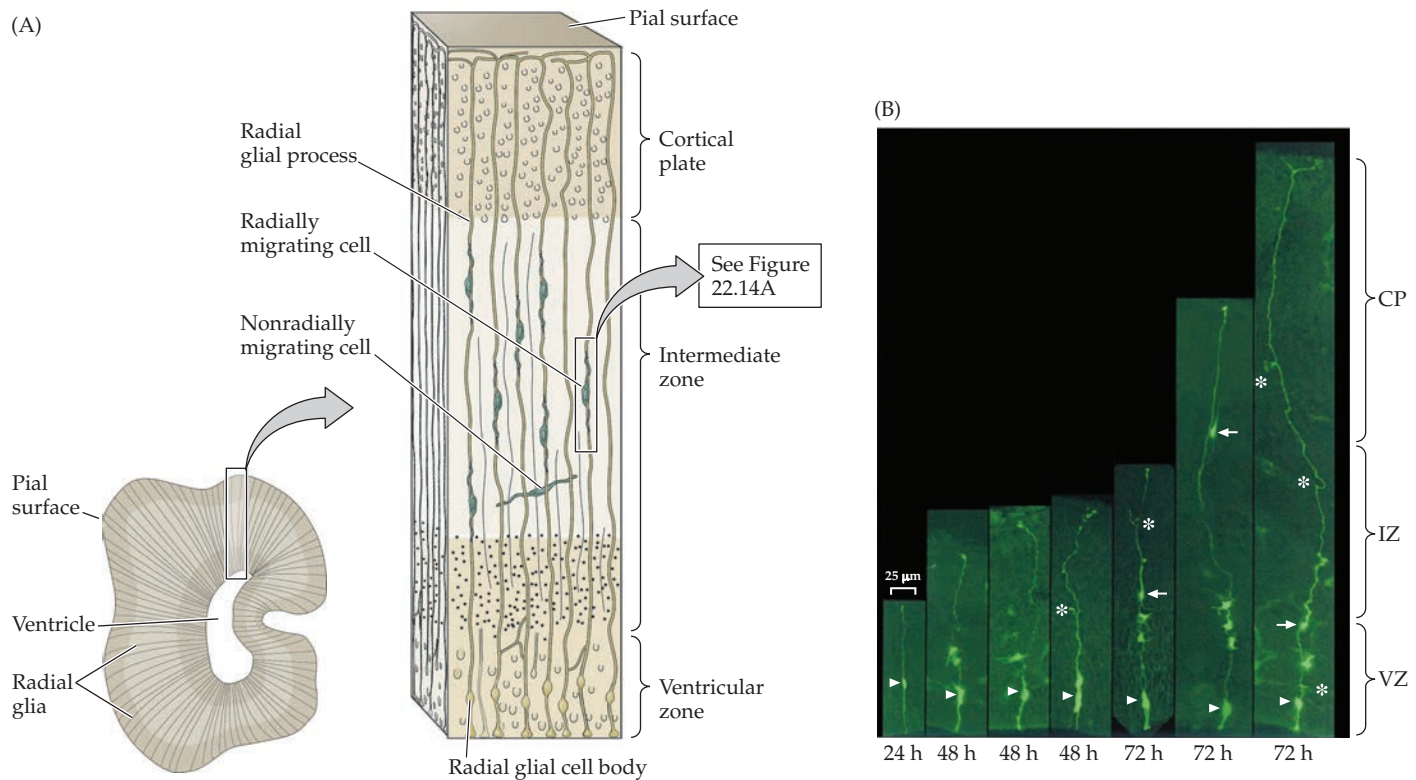 (A)
Pial surface
Radial
glial process
Cortical
plate
Radially
migrating cell
See Figure
22.14A
Nonradially
migrating cell
Intermediate
zone
Pial
surface
Ventricle
Radial
glia
Ventricular
zone
Radial glial cell body
(B)
CP
*
*
IZ
*
25 μm
*
VZ
*
24 h 48 h 48 h 48 h 72 h 72 h 72 h